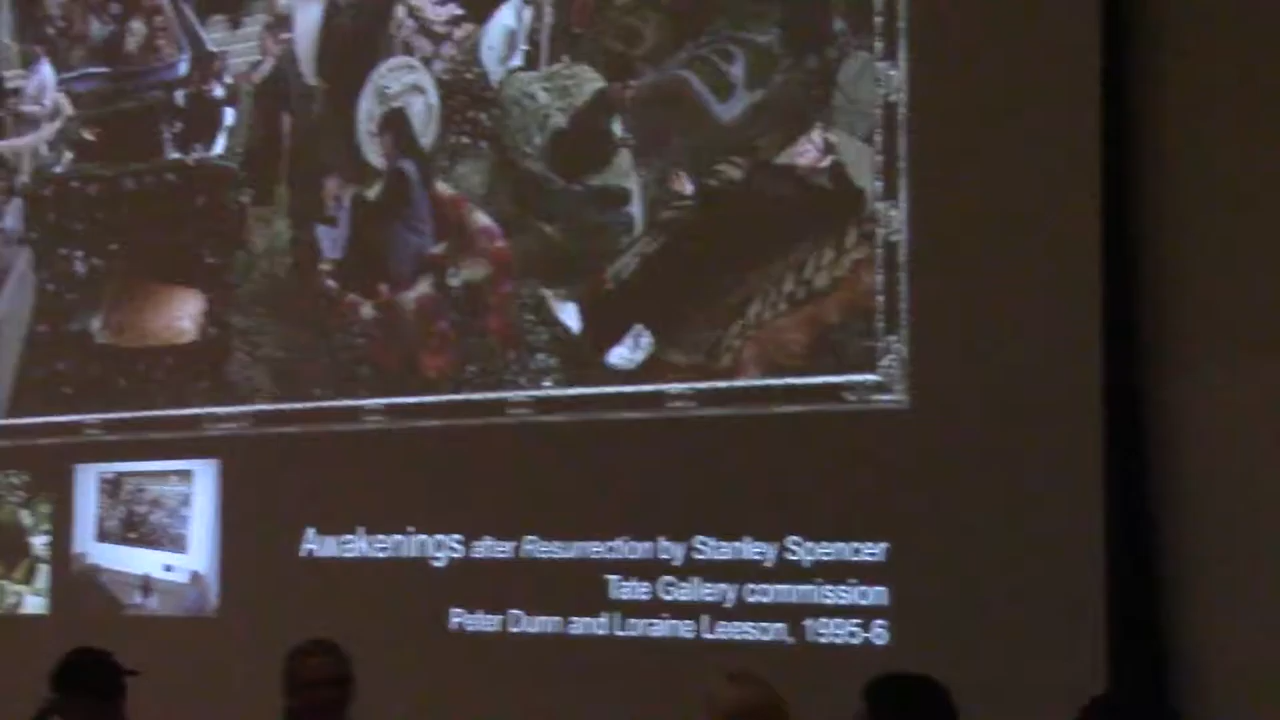 Awakenings after Resurrection by Stanley Spencer
Tate Gallery commission
Peter Dunn and Loraine Leeson, 1995-6